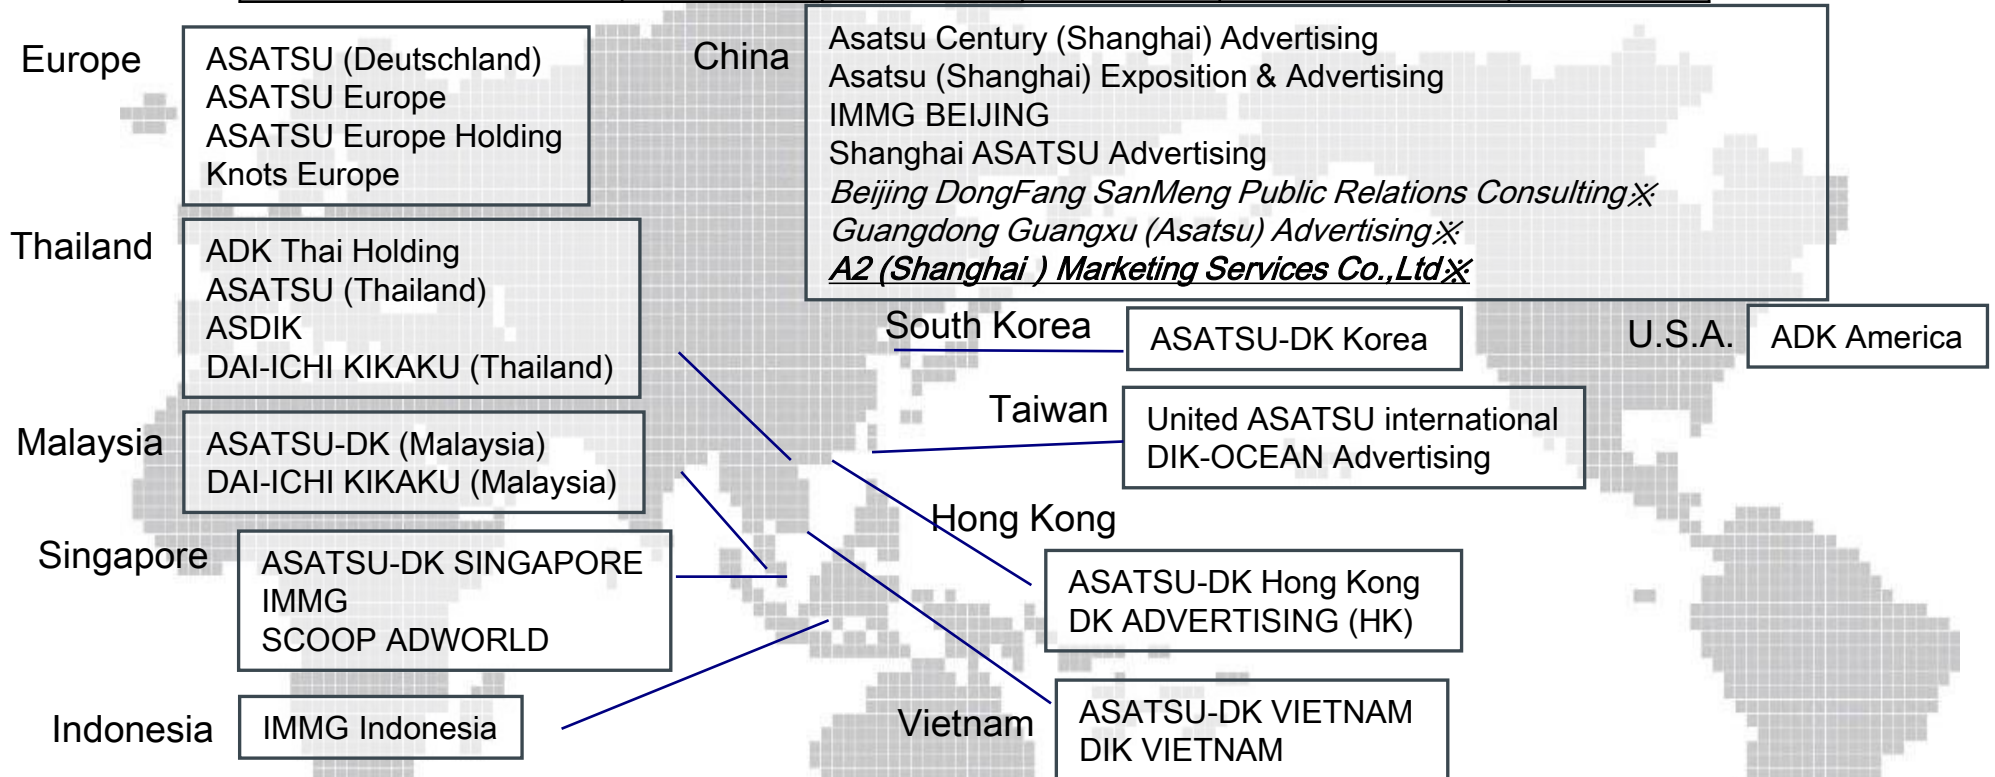 Europe
ASATSU (Deutschland)
ASATSU Europe
ASATSU Europe Holding
Knots Europe
China
Asatsu Century (Shanghai) Advertising
Asatsu (Shanghai) Exposition & Advertising
IMMG BEIJING
Shanghai ASATSU Advertising
Beijing DongFang SanMeng Public Relations Consulting※
Guangdong Guangxu (Asatsu) Advertising※
A2 (Shanghai ) Marketing Services Co.,Ltd※
Thailand
ADK Thai Holding
ASATSU (Thailand)
ASDIK
DAI-ICHI KIKAKU (Thailand)
South Korea
ASATSU-DK Korea
U.S.A.
ADK America
Malaysia
ASATSU-DK (Malaysia)
DAI-ICHI KIKAKU (Malaysia)
Taiwan
United ASATSU international
DIK-OCEAN Advertising
Singapore
ASATSU-DK SINGAPORE
IMMG
SCOOP ADWORLD
Hong Kong
ASATSU-DK Hong Kong
DK ADVERTISING (HK)
Indonesia
IMMG Indonesia
Vietnam
ASATSU-DK VIETNAM
DIK VIETNAM